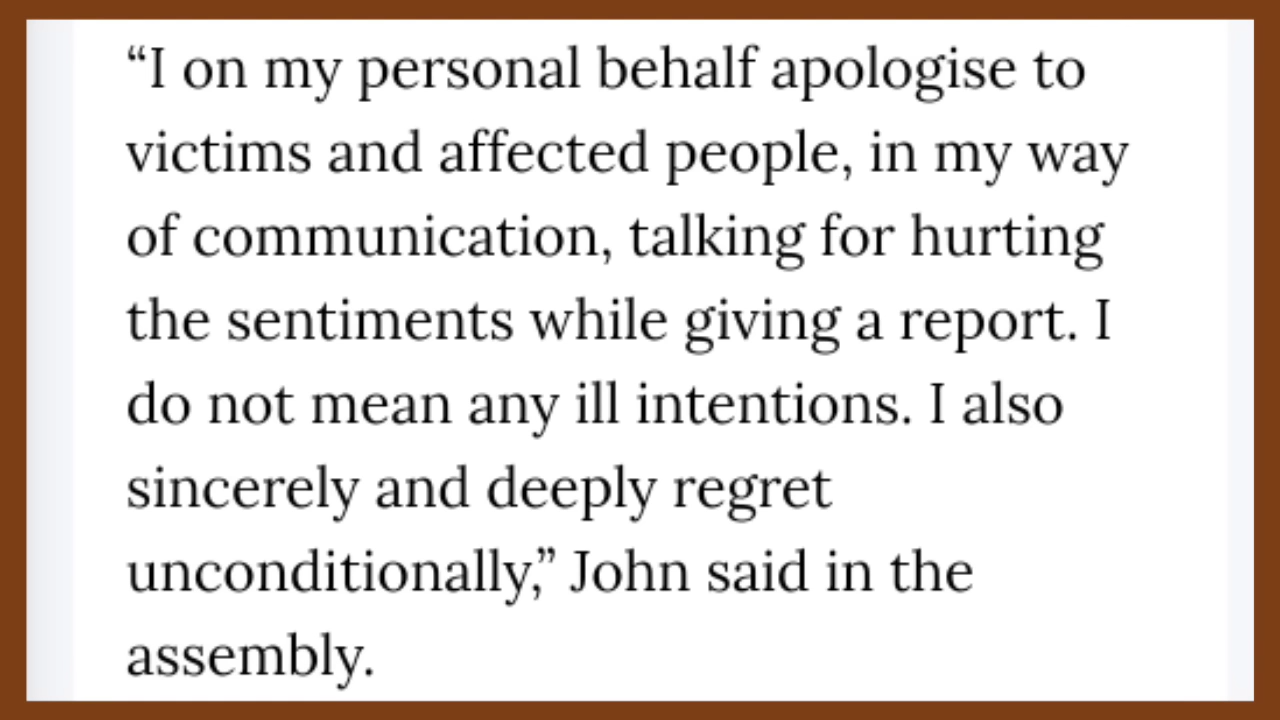 “I on my personal behalf apologise to
victims and affected people, in my way
of communication, talking for hurting
the sentiments while giving a report. I
do not mean any ill intentions. I also
sincerely and deeply regret
unconditionally,” John said in the
assembly.